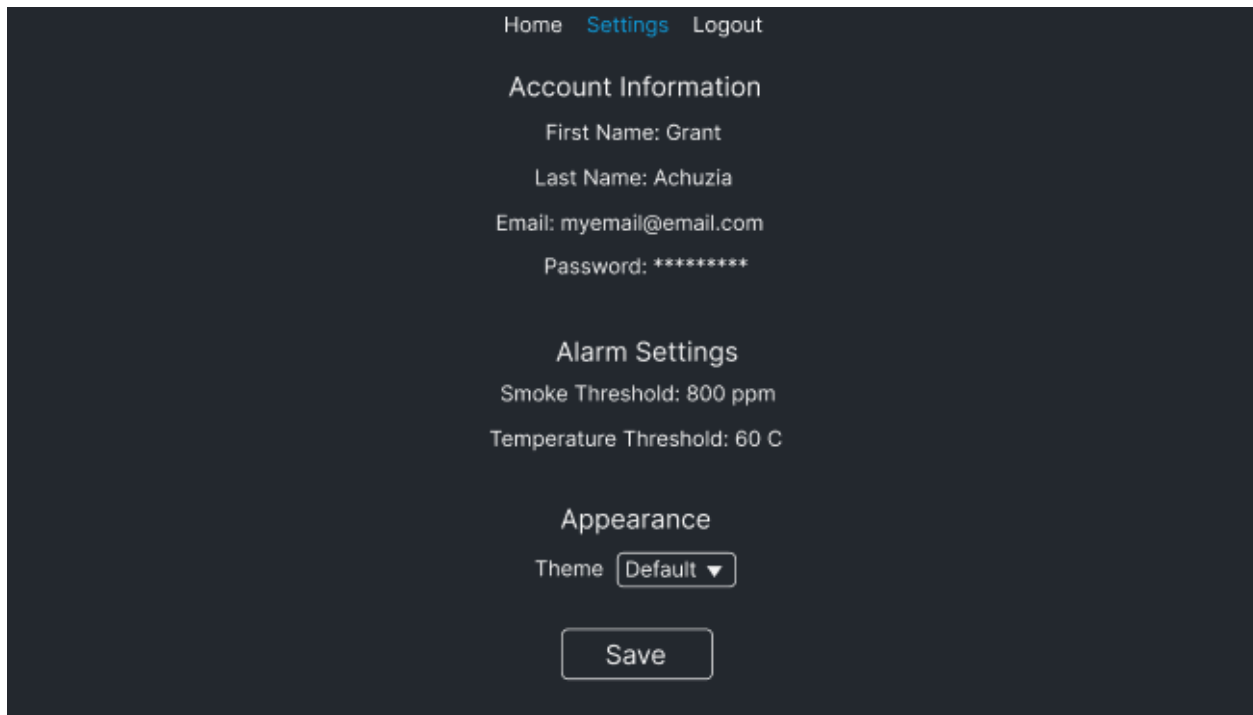 Home Settings Logout
Account Information
First Name: Grant
Last Name: Achuzia
Email: myemail@email.com
Password: *********
Alarm Settings
Smoke Threshold: 800 ppm
Temperature Threshold: 60 C
Appearance
Theme Default
Save